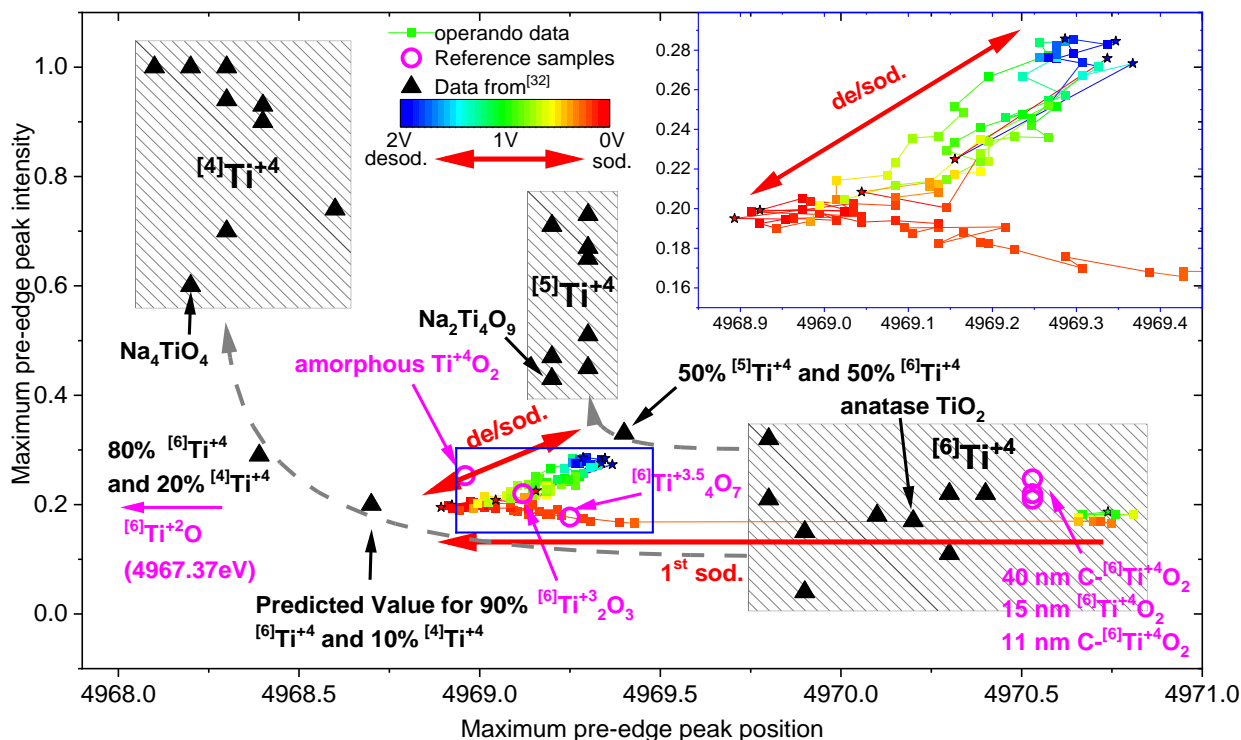 operando data
Reference samples
Data from[32]
2V 1V 0V
desod. sod.
de/sod.
0.28
0.26
0.24
0.22
0.20
0.18
0.16
4968.9 4969.0 4969.1 4969.2 4969.3 4969.4
Maximum pre-edge peak intensity
1.0
0.8
0.6
0.4
0.2
0.0
[4]Ti+4
[5]Ti+4
[6]Ti+4
Na4TiO4
Na2Ti4O9
amorphous Ti+4O2
50% [5]Ti+4 and 50% [6]Ti+4
anatase TiO2
de/sod.
80% [6]Ti+4
and 20% [4]Ti+4
[6]Ti+2O
(4967.37eV)
[6]Ti+3.54O7
[6]Ti+32O3
1st sod.
Predicted Value for 90%
[6]Ti+4 and 10% [4]Ti+4
40 nm C-[6]Ti+4O2
15 nm [6]Ti+4O2
11 nm C-[6]Ti+4O2
4968.0 4968.5 4969.0 4969.5 4970.0 4970.5 4971.0
Maximum pre-edge peak position